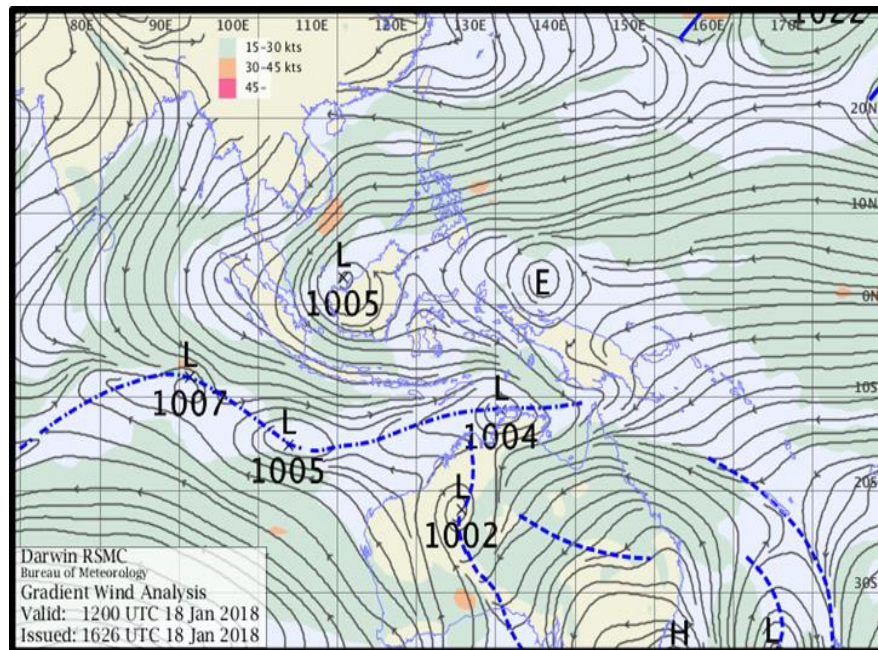 80E 90E 100E 110E 120E 130E 140E 150E 160E 170E
1022
15-30 kts
30-45 kts
45-
20N
10N
L
1005
E
0N
L
1007
10S
L
1004
L
1005
20S
L
1002
Darwin RSMC
Bureau of Meteorology
Gradient Wind Analysis
Valid: 1200 UTC 18 Jan 2018
Issued: 1626 UTC 18 Jan 2018
30S
H
L